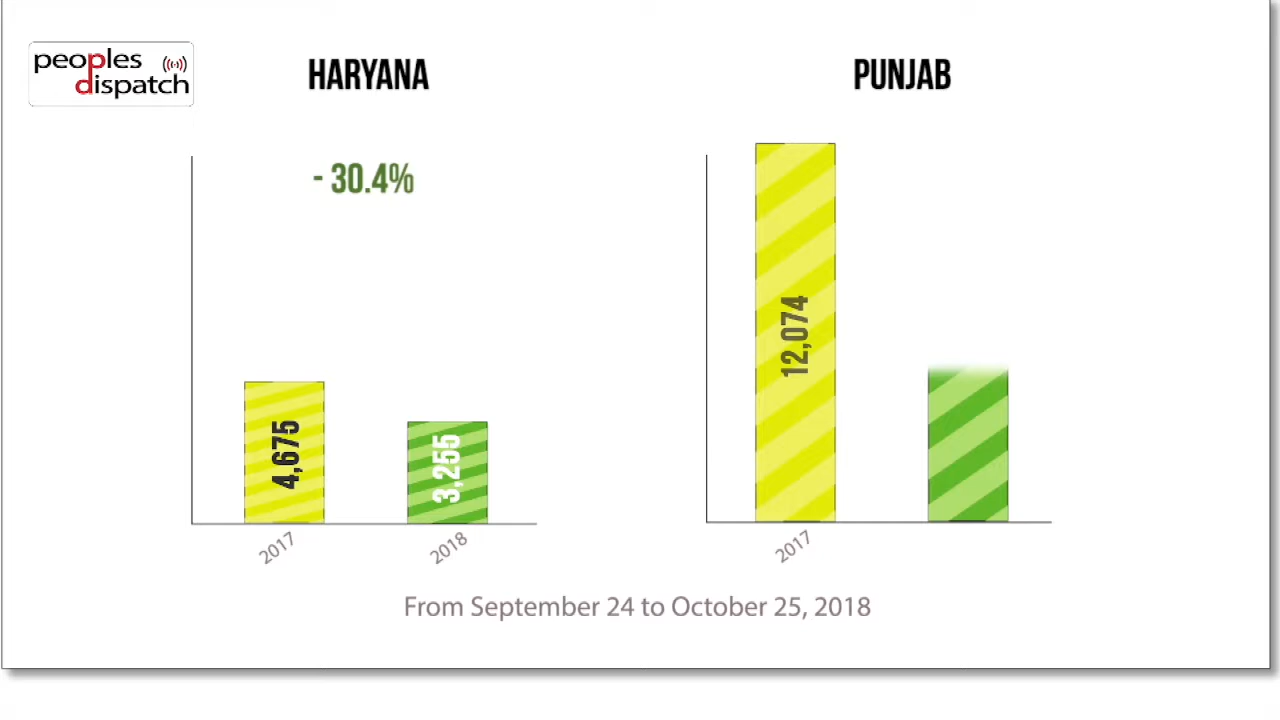 peoples
dispatch
HARYANA
PUNJAB
- 30.4%
4,675
3,255
12,074
2017
2018
2017
From September 24 to October 25, 2018